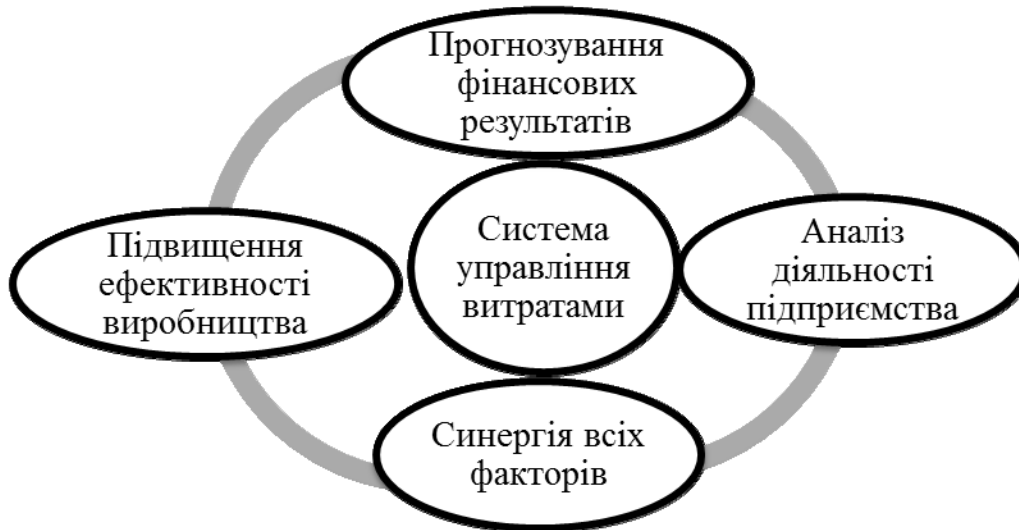 Прогнозування
фінансових
результатів
Підвищення
ефективності
виробництва
Система
управління
витратами
Аналіз
діяльності
підприємства
Синергія всіх
факторів